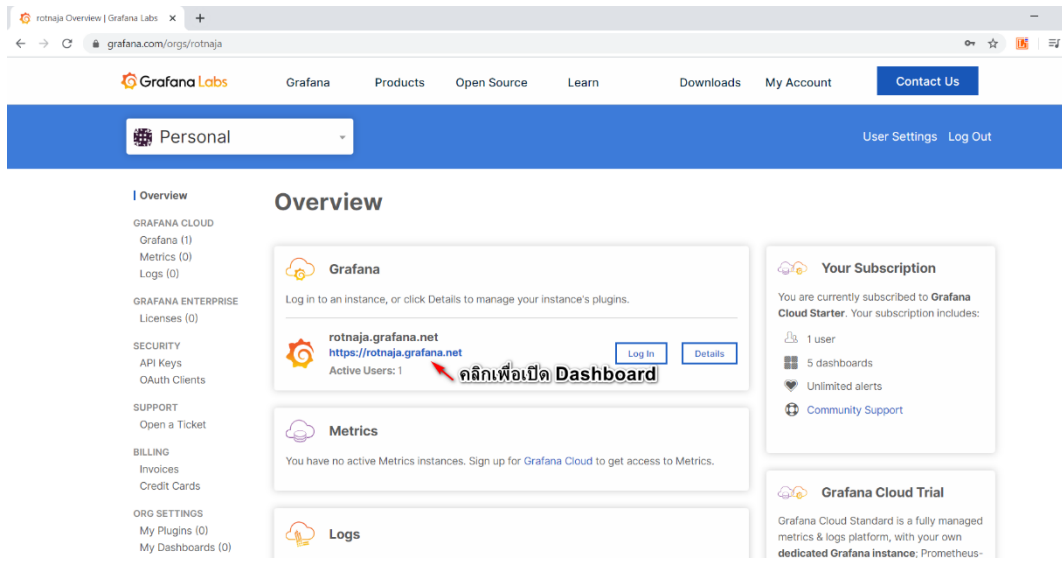 rotnaja Overview | Grafana Labs
grafana.com/orgs/rotnaja
Grafana Labs
Grafana Products Open Source Learn Downloads My Account Contact Us
Personal
User Settings Log Out
Overview
GRAFANA CLOUD
Grafana (1)
Metrics (0)
Logs (0)
GRAFANA ENTERPRISE
Licenses (0)
SECURITY
API Keys
OAuth Clients
SUPPORT
Open a Ticket
BILLING
Invoices
Credit Cards
ORG SETTINGS
My Plugins (0)
My Dashboards (0)
Overview
Grafana
Log in to an instance, or click Details to manage your instance's plugins.
rotnaja.grafana.net
https://rotnaja.grafana.net
Active Users: 1
Log In Details
คลิกเพื่อเปิด Dashboard
Metrics
You have no active Metrics instances. Sign up for Grafana Cloud to get access to Metrics.
Logs
Your Subscription
You are currently subscribed to Grafana
Cloud Starter. Your subscription includes:
1 user
5 dashboards
Unlimited alerts
Community Support
Grafana Cloud Trial
Grafana Cloud Standard is a fully managed
metrics & logs platform, with your own
dedicated Grafana instance; Prometheus-